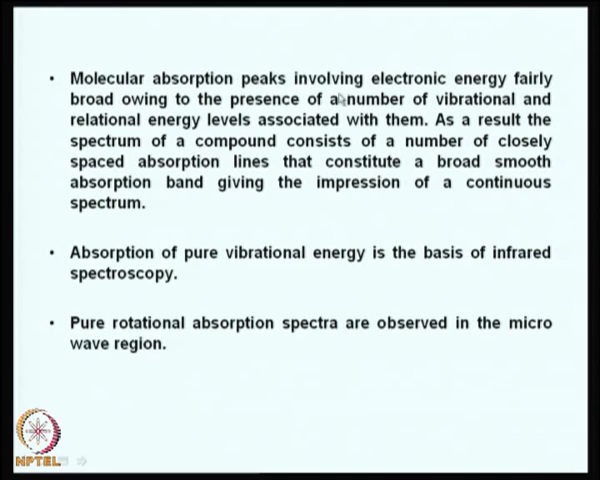 • Molecular absorption peaks involving electronic energy fairly
broad owing to the presence of a number of vibrational and
relational energy levels associated with them. As a result the
spectrum of a compound consists of a number of closely
spaced absorption lines that constitute a broad smooth
absorption band giving the impression of a continuous
spectrum.
• Absorption of pure vibrational energy is the basis of infrared
spectroscopy.
• Pure rotational absorption spectra are observed in the micro
wave region.
NPTEL